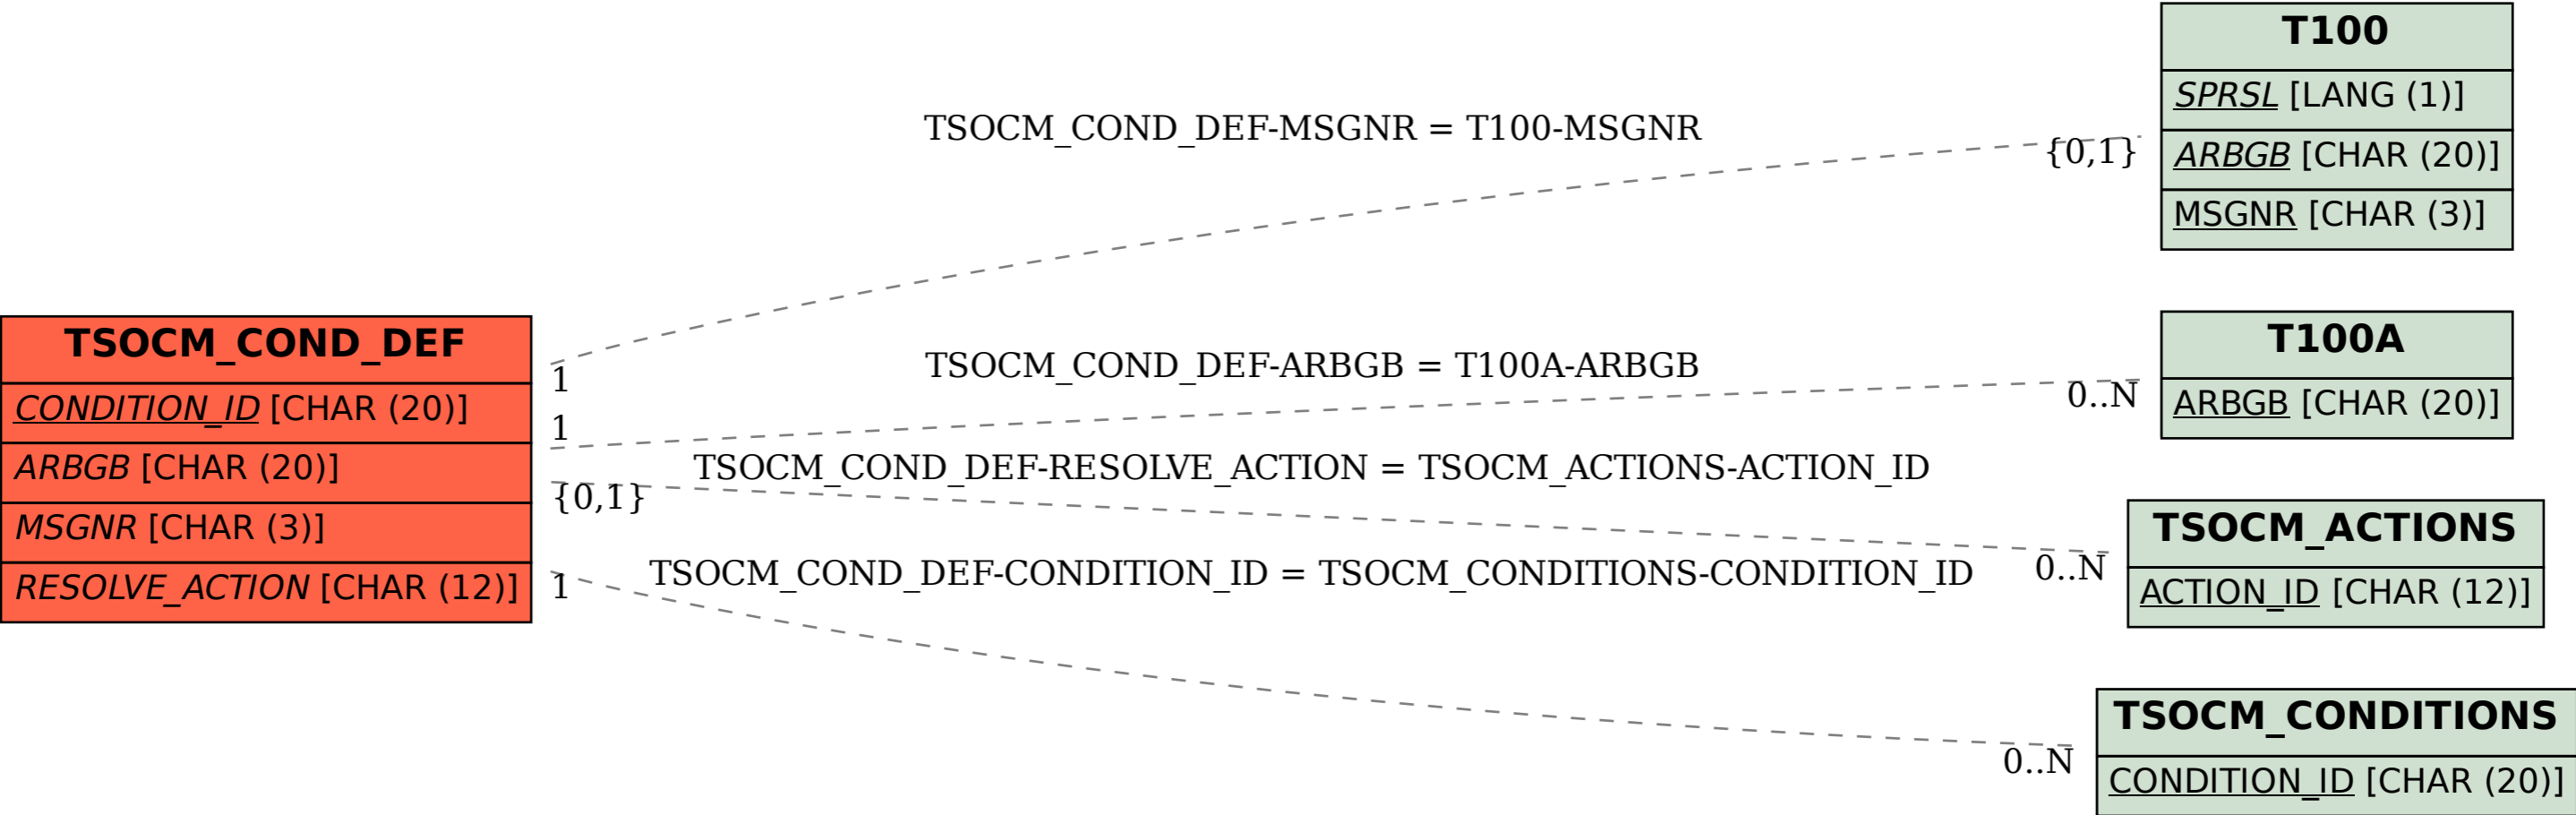 T100
SPRSL [LANG (1)]
ARBGB [CHAR (20)]
MSGNR [CHAR (3)]
TSOCM_COND_DEF-MSGNR = T100-MSGNR
{0,1}
1
TSOCM_COND_DEF
CONDITION_ID [CHAR (20)]
ARBGB [CHAR (20)]
MSGNR [CHAR (3)]
RESOLVE_ACTION [CHAR (12)]
TSOCM_COND_DEF-ARBGB = T100A-ARBGB
1
0..N
T100A
ARBGB [CHAR (20)]
TSOCM_COND_DEF-RESOLVE_ACTION = TSOCM_ACTIONS-ACTION_ID
{0,1}
0..N
TSOCM_ACTIONS
ACTION_ID [CHAR (12)]
TSOCM_COND_DEF-CONDITION_ID = TSOCM_CONDITIONS-CONDITION_ID
1
0..N
TSOCM_CONDITIONS
CONDITION_ID [CHAR (20)]